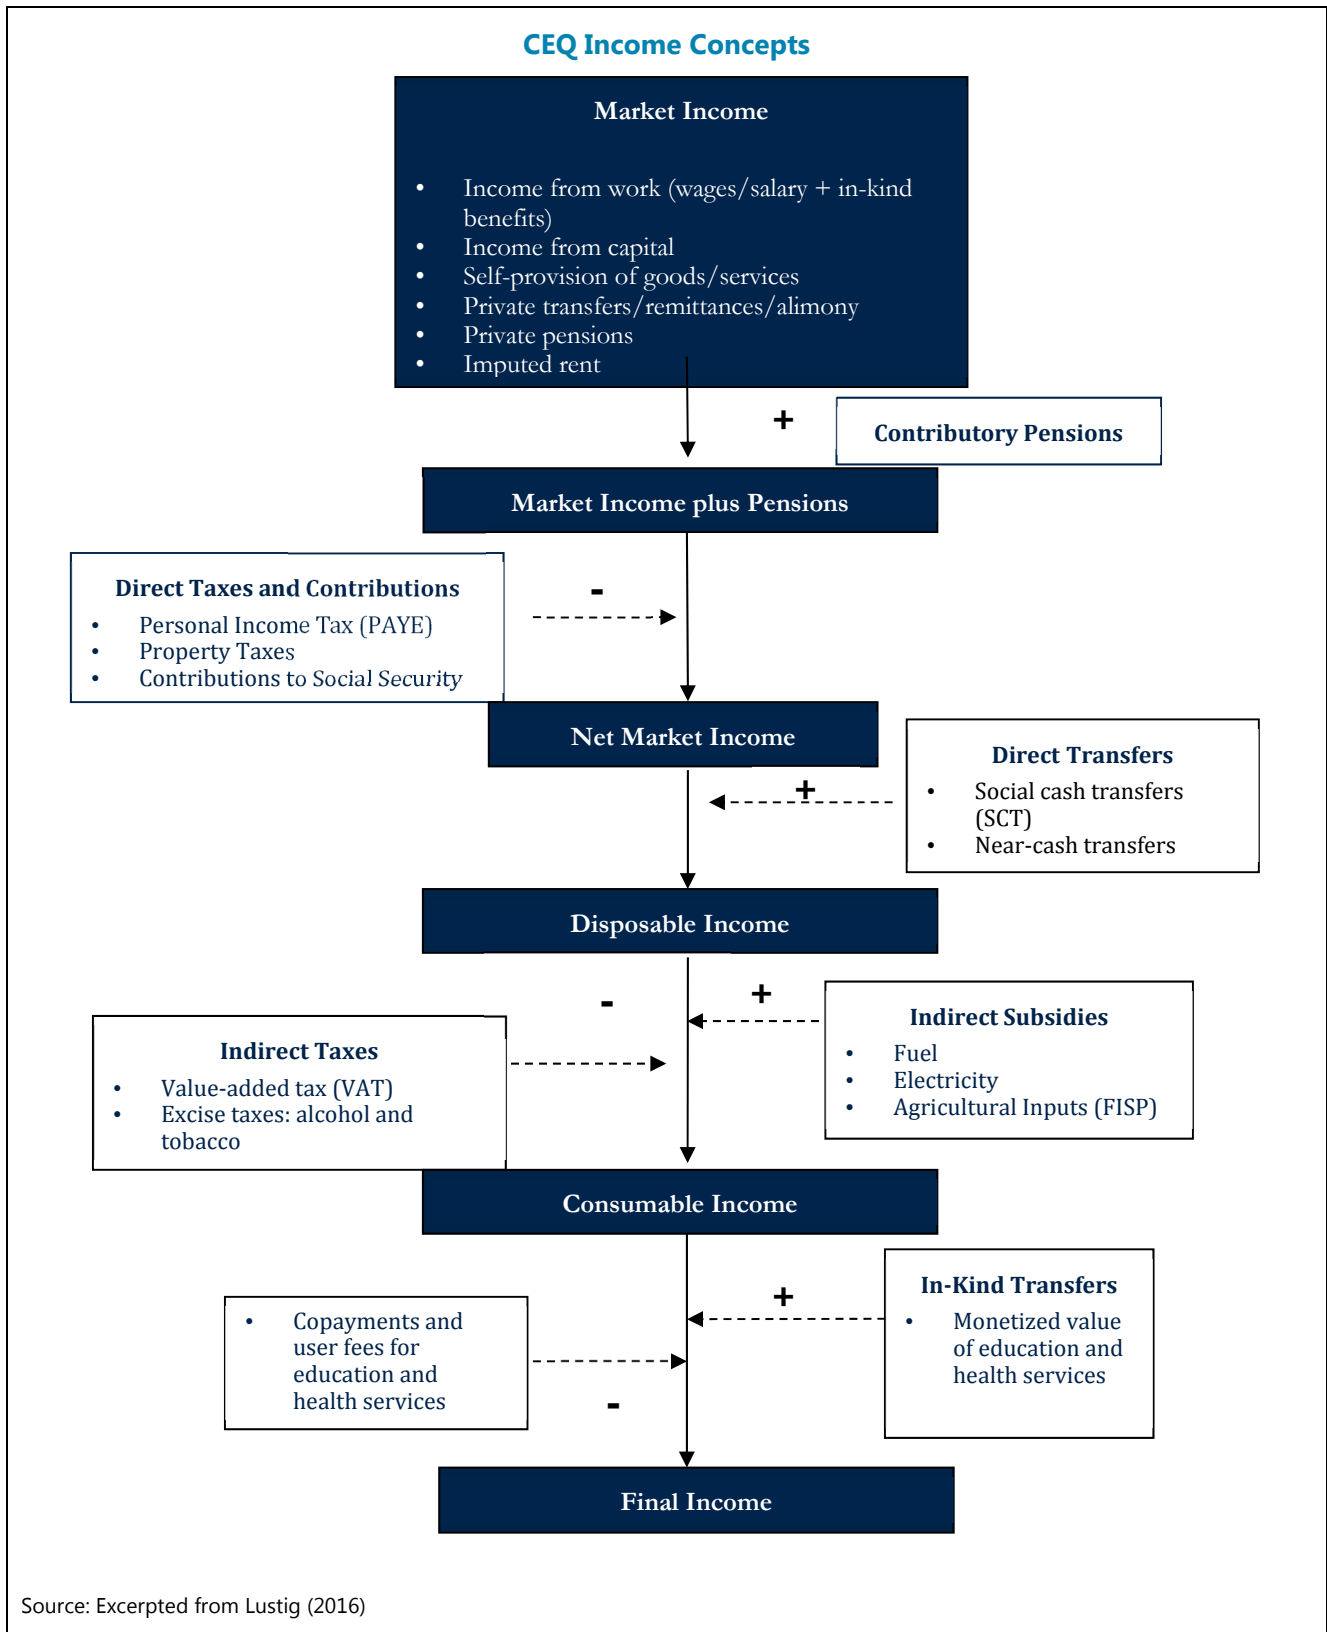 CEQ Income Concepts
Market Income
• Income from work (wages/salary + in-kind
benefits)
• Income from capital
• Self-provision of goods/services
• Private transfers/remittances/alimony
• Private pensions
• Imputed rent
+
Contributory Pensions
Market Income plus Pensions
Direct Taxes and Contributions
• Personal Income Tax (PAYE)
• Property Taxes
• Contributions to Social Security
-
Net Market Income
Direct Transfers
• Social cash transfers
(SCT)
• Near-cash transfers
+
Disposable Income
-
+
Indirect Subsidies
• Fuel
• Electricity
• Agricultural Inputs (FISP)
Indirect Taxes
• Value-added tax (VAT)
• Excise taxes: alcohol and
tobacco
Consumable Income
In-Kind Transfers
• Monetized value
of education and
health services
+
• Copayments and
user fees for
education and
health services
-
Final Income
Source: Excerpted from Lustig (2016)